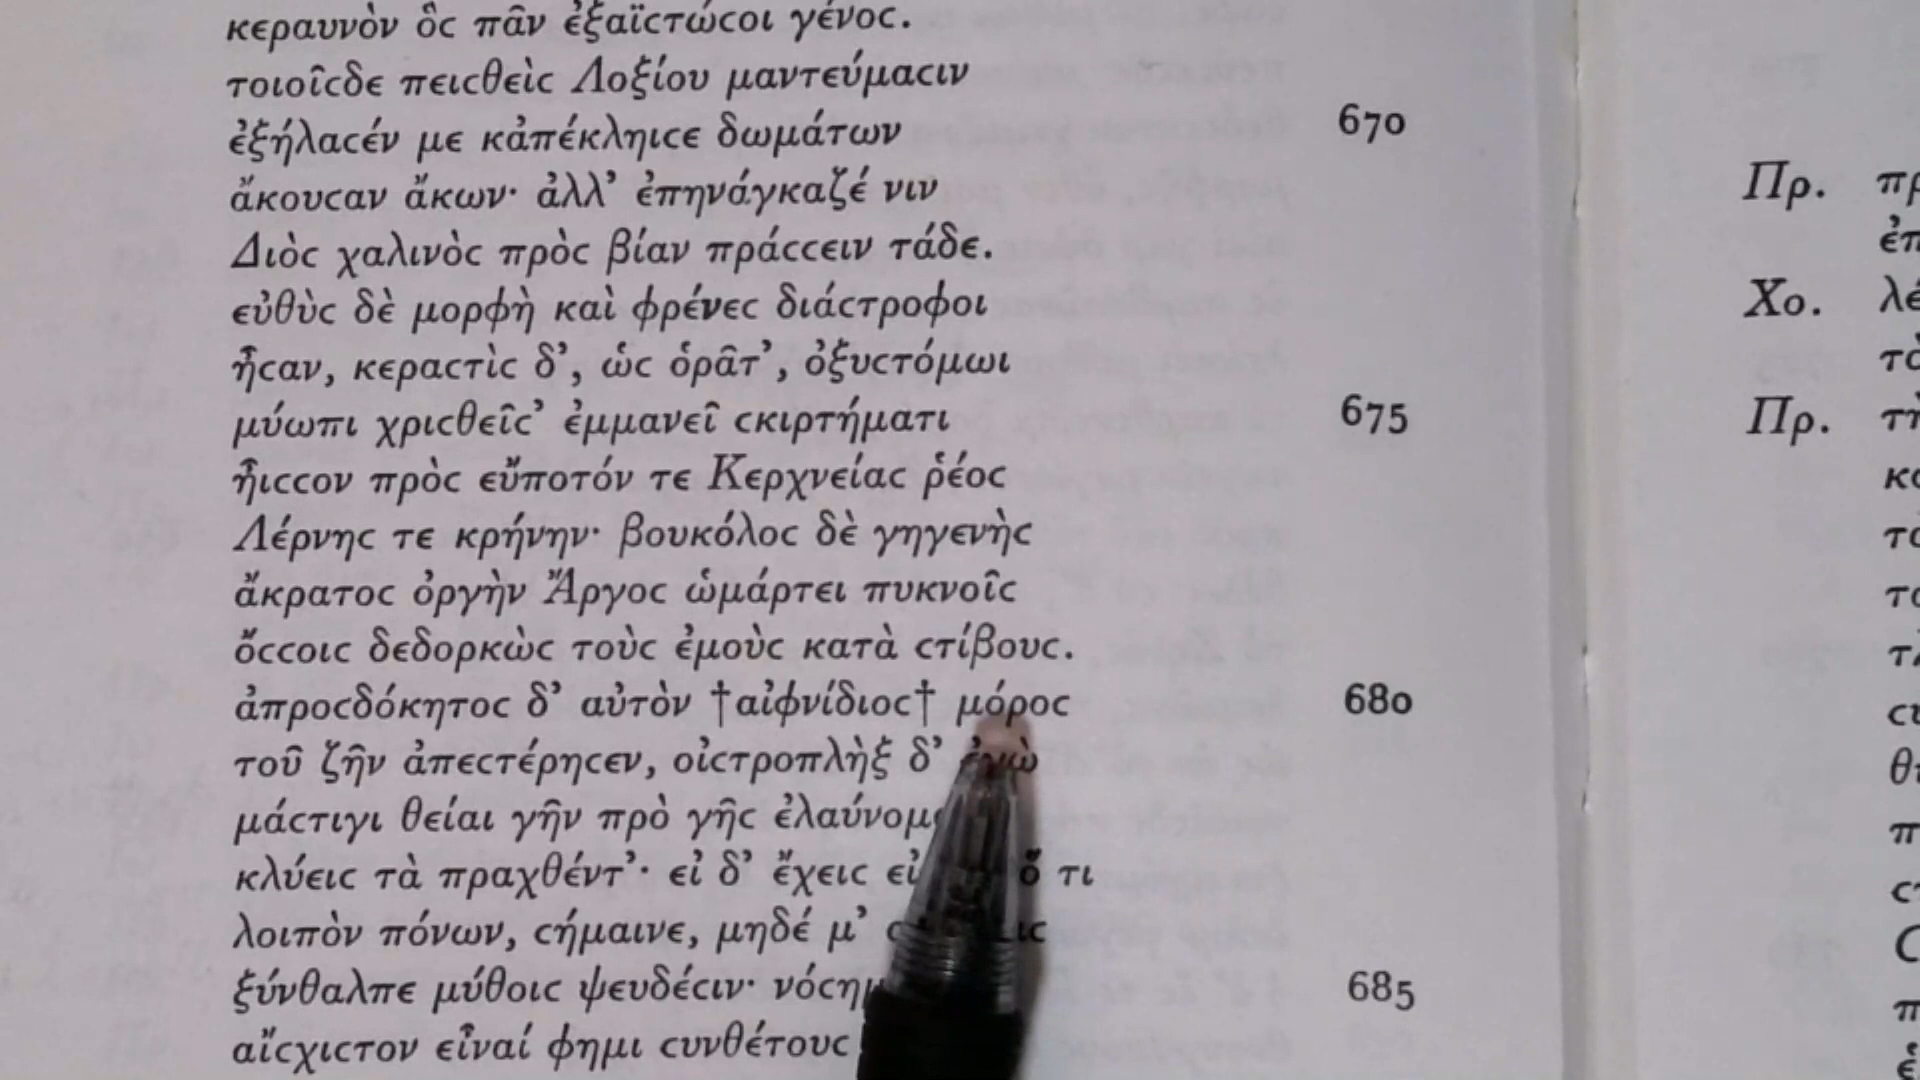 κεραυνὸν ὃϲ πᾶν ἐξαϊϲτώϲοι γένοϲ.
τοιοῖϲδε πειϲθεὶϲ Λοξίου μαντεύμαϲιν
ἐξήλαϲέν με κἀπέκληιϲε δωμάτων 670
ἄκουϲαν ἄκων· ἀλλ’ ἐπηνάγκαζέ νιν
Διὸϲ χαλινὸϲ πρὸϲ βίαν πράϲϲειν τάδε.
εὐθὺϲ δὲ μορφὴ καὶ φρένεϲ διάϲτροφοι
ἦϲαν, κεραϲτὶϲ δ’, ὡϲ ὁρᾶτ’, ὀξυϲτόμωι
μύωπι χριϲθεῖϲ’ ἐμμανεῖ ϲκιρτήματι 675
ἦιϲϲον πρὸϲ εὔποτόν τε Κερχνείαϲ ῥέοϲ
Λέρνηϲ τε κρήνην· βουκόλοϲ δὲ γηγενὴϲ
ἄκρατοϲ ὀργὴν Ἄργοϲ ὡμάρτει πυκνοῖϲ
ὄϲϲοιϲ δεδορκὼϲ τοὺϲ ἐμοὺϲ κατὰ ϲτίβουϲ.
ἀπροϲδόκητοϲ δ’ αὐτὸν †αἰφνίδιοϲ† μόροϲ 680
τοῦ ζῆν ἀπεϲτέρηϲεν, οἰϲτροπλὴξ δ’ ἐγὼ
μάϲτιγι θείαι γῆν πρὸ γῆϲ
κλύειϲ τὰ πραχθέντ’· εἰ δ’ ἔχειϲ ὅ τι
λοιπὸν πόνων, ϲήμαινε, μηδέ μ’
ξύνθαλπε μύθοιϲ ψευδέϲιν· 685
αἴϲχιϲτον εἶναί φημι ϲυνθέτουϲ
Πρ.
Χο.
Πρ.